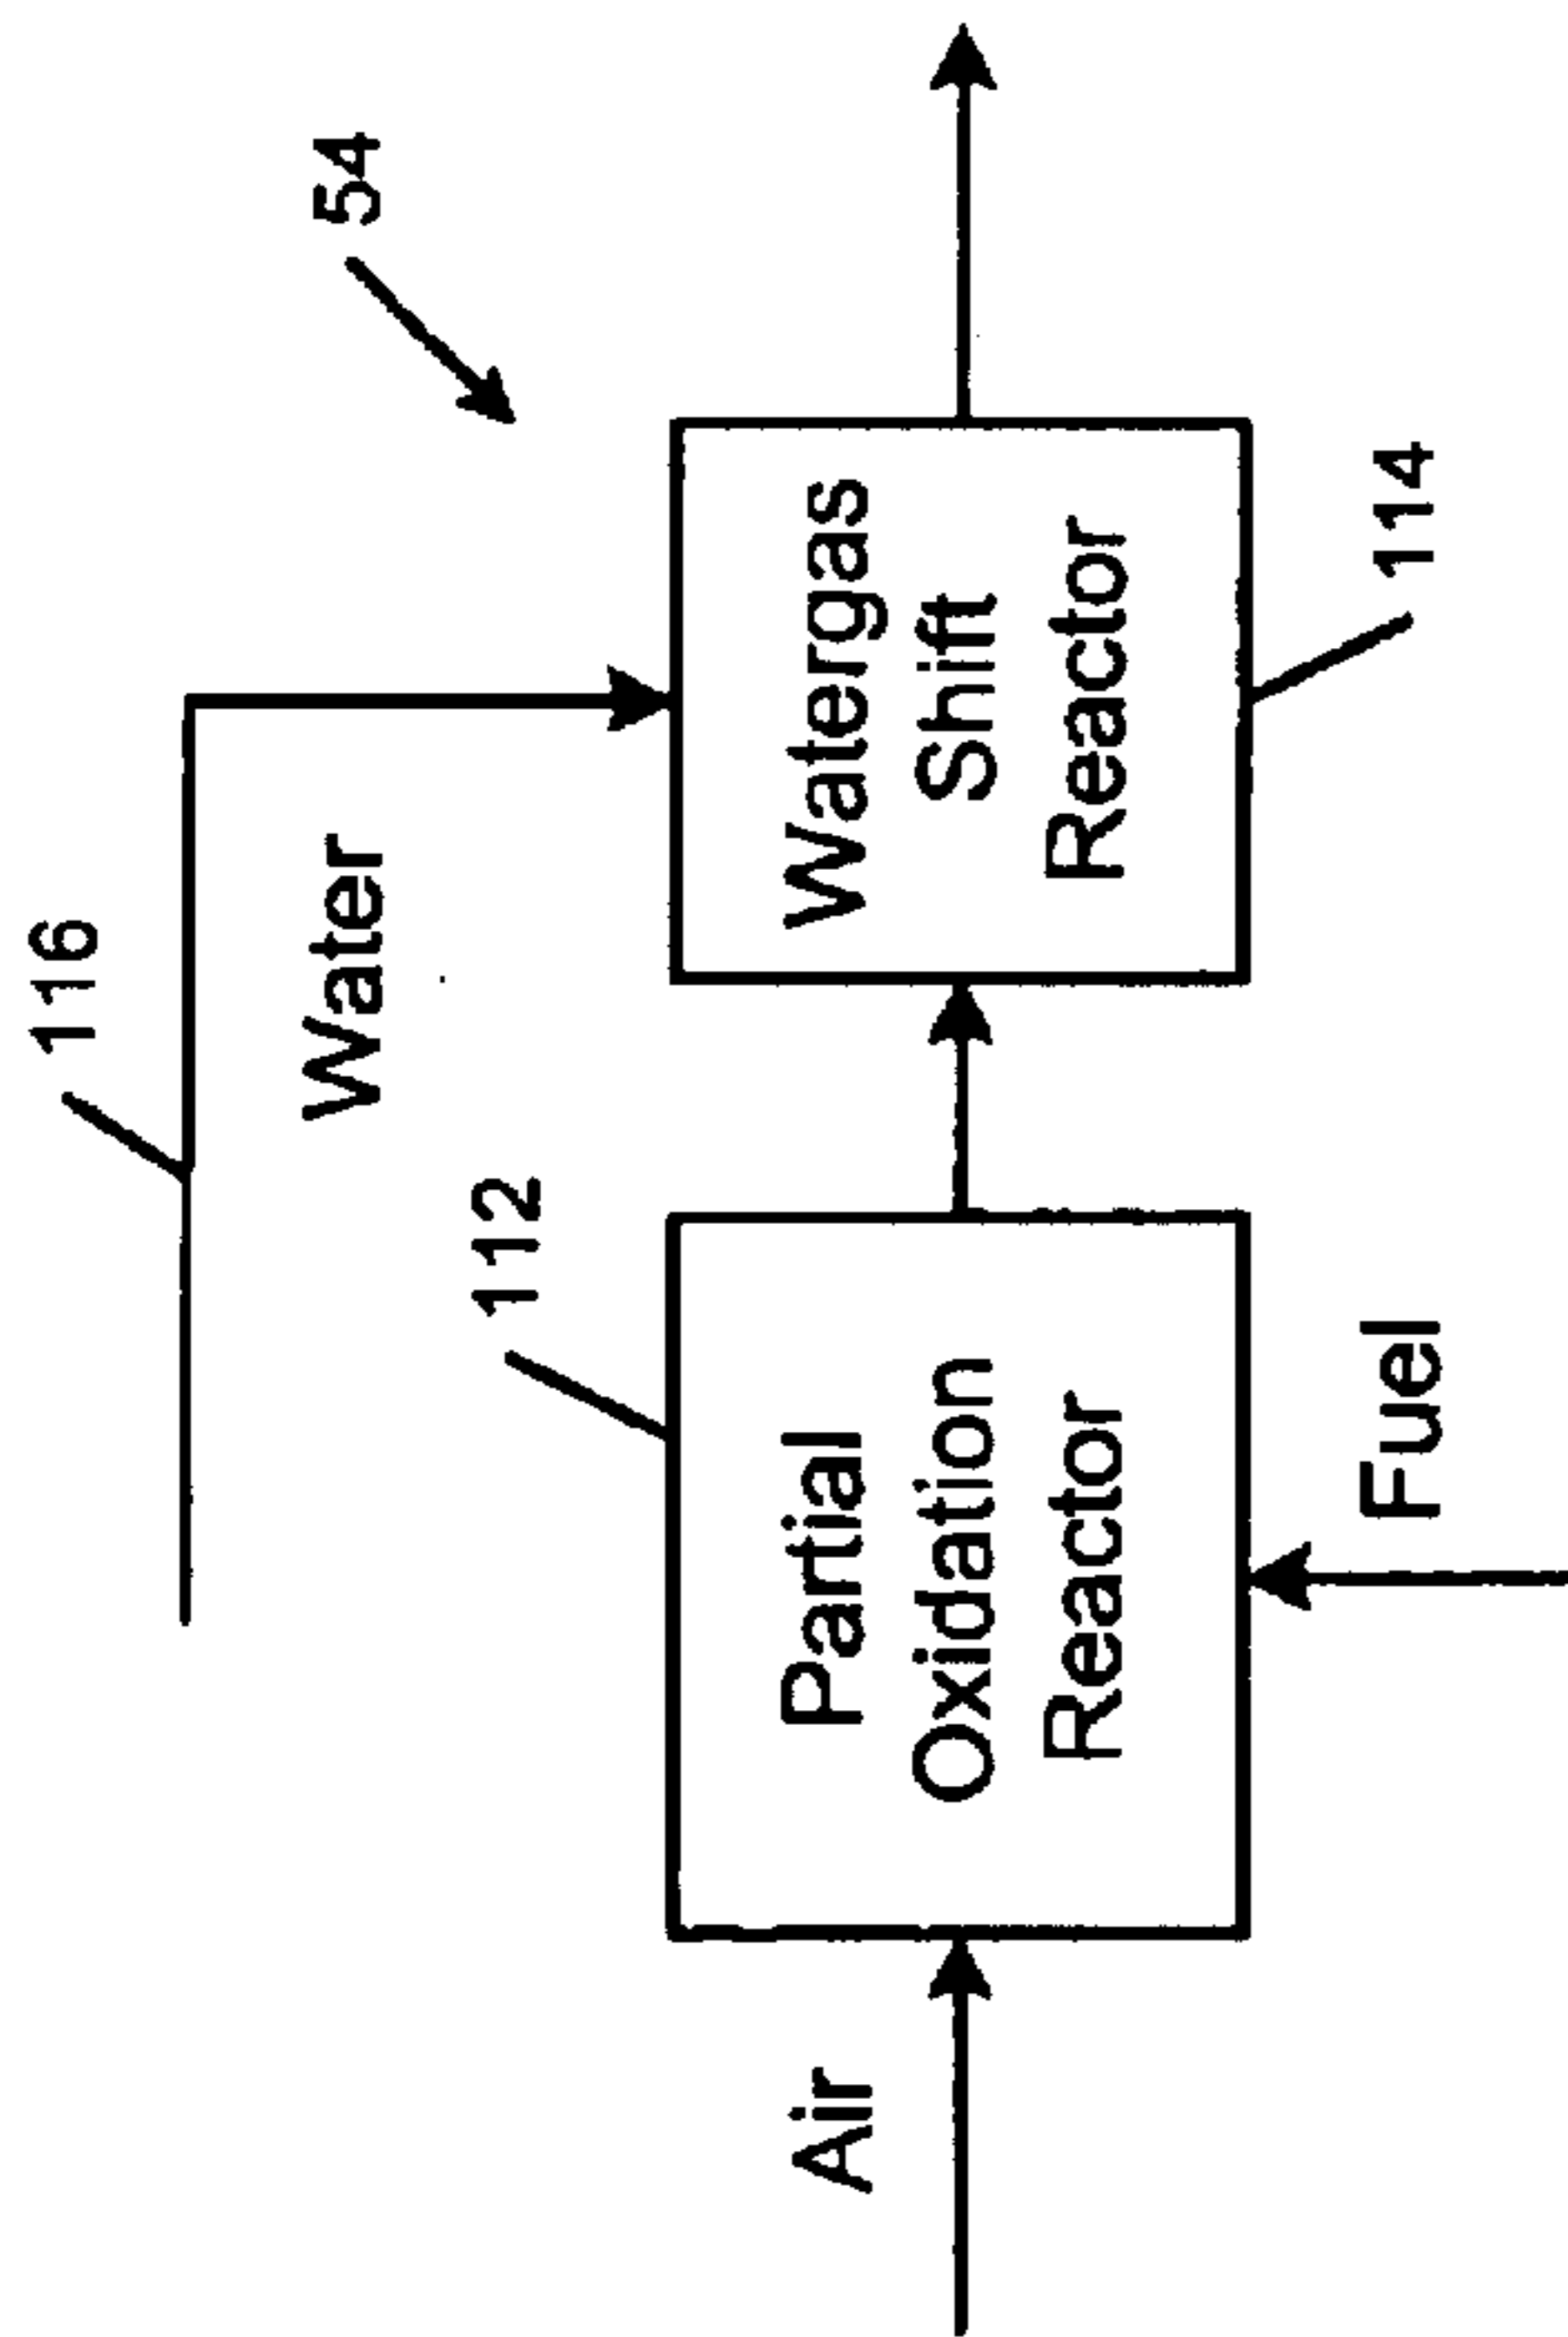 116
Water
54
112
Air
Partial
Oxidation
Reactor
Watergas
Shift
Reactor
Fuel
114